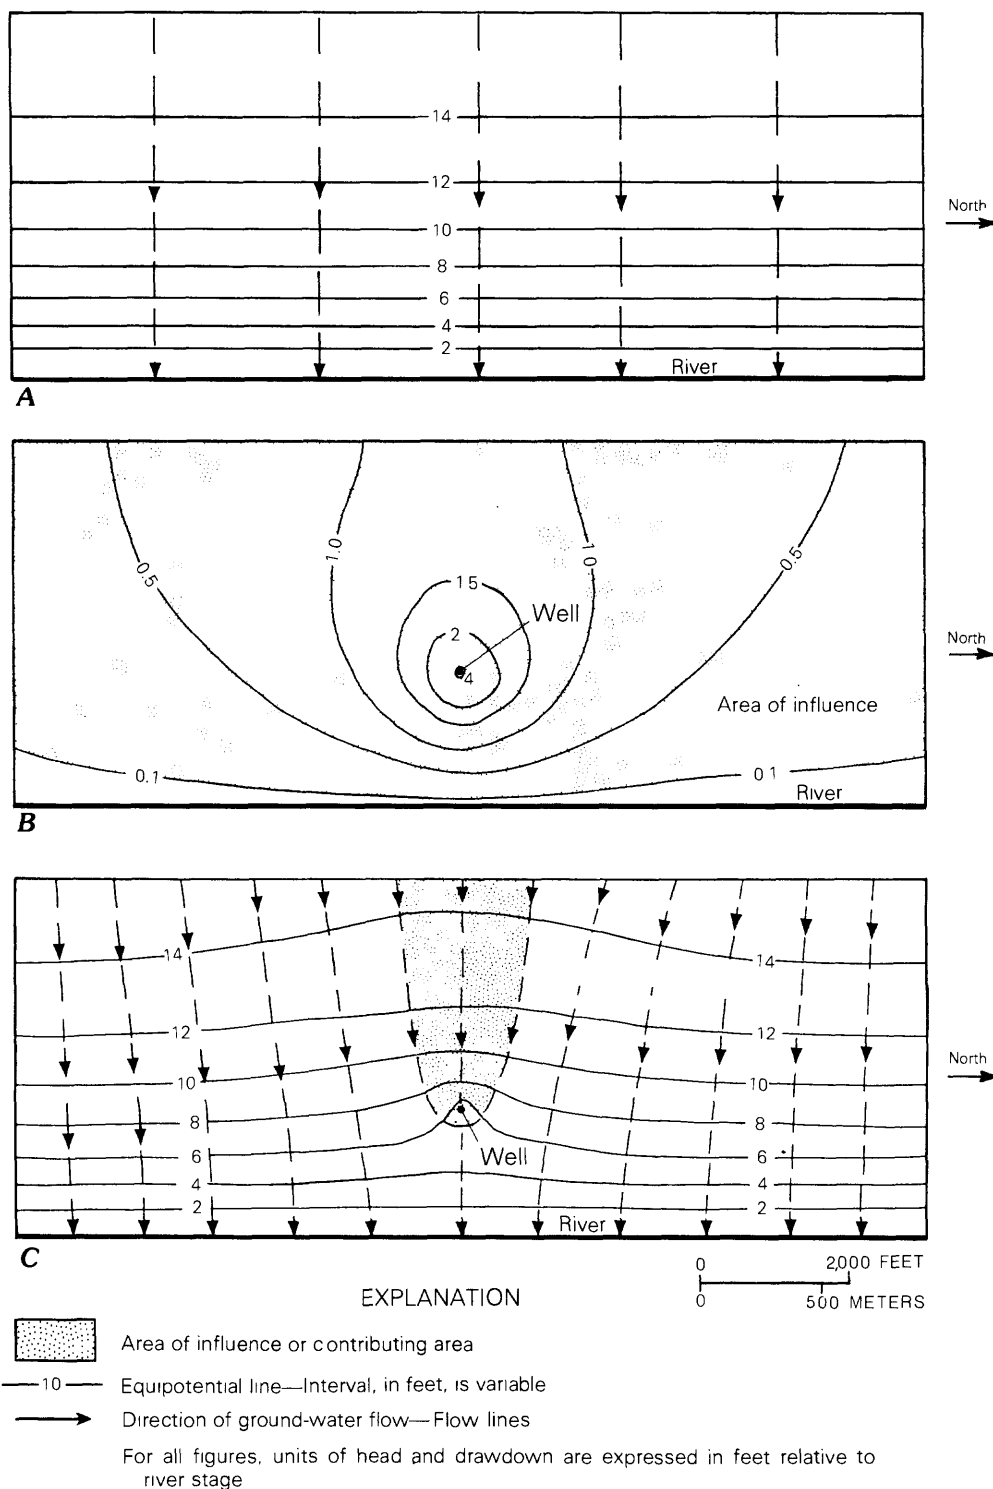 14
12
North
10
8
6
4
2
River
A
1.0
1 0
0.5
0.5
1 5
Well
2
4
North
Area of influence
0.1
0 1
River
B
14
14
12
12
North
10
10
8
8
6
Well
6
4
4
2
River
2
C
0 2,000 FEET
0 500 METERS
EXPLANATION
Area of influence or contributing area
10 Equipotential line—Interval, in feet, is variable
Direction of ground-water flow—Flow lines
For all figures, units of head and drawdown are expressed in feet relative to
river stage